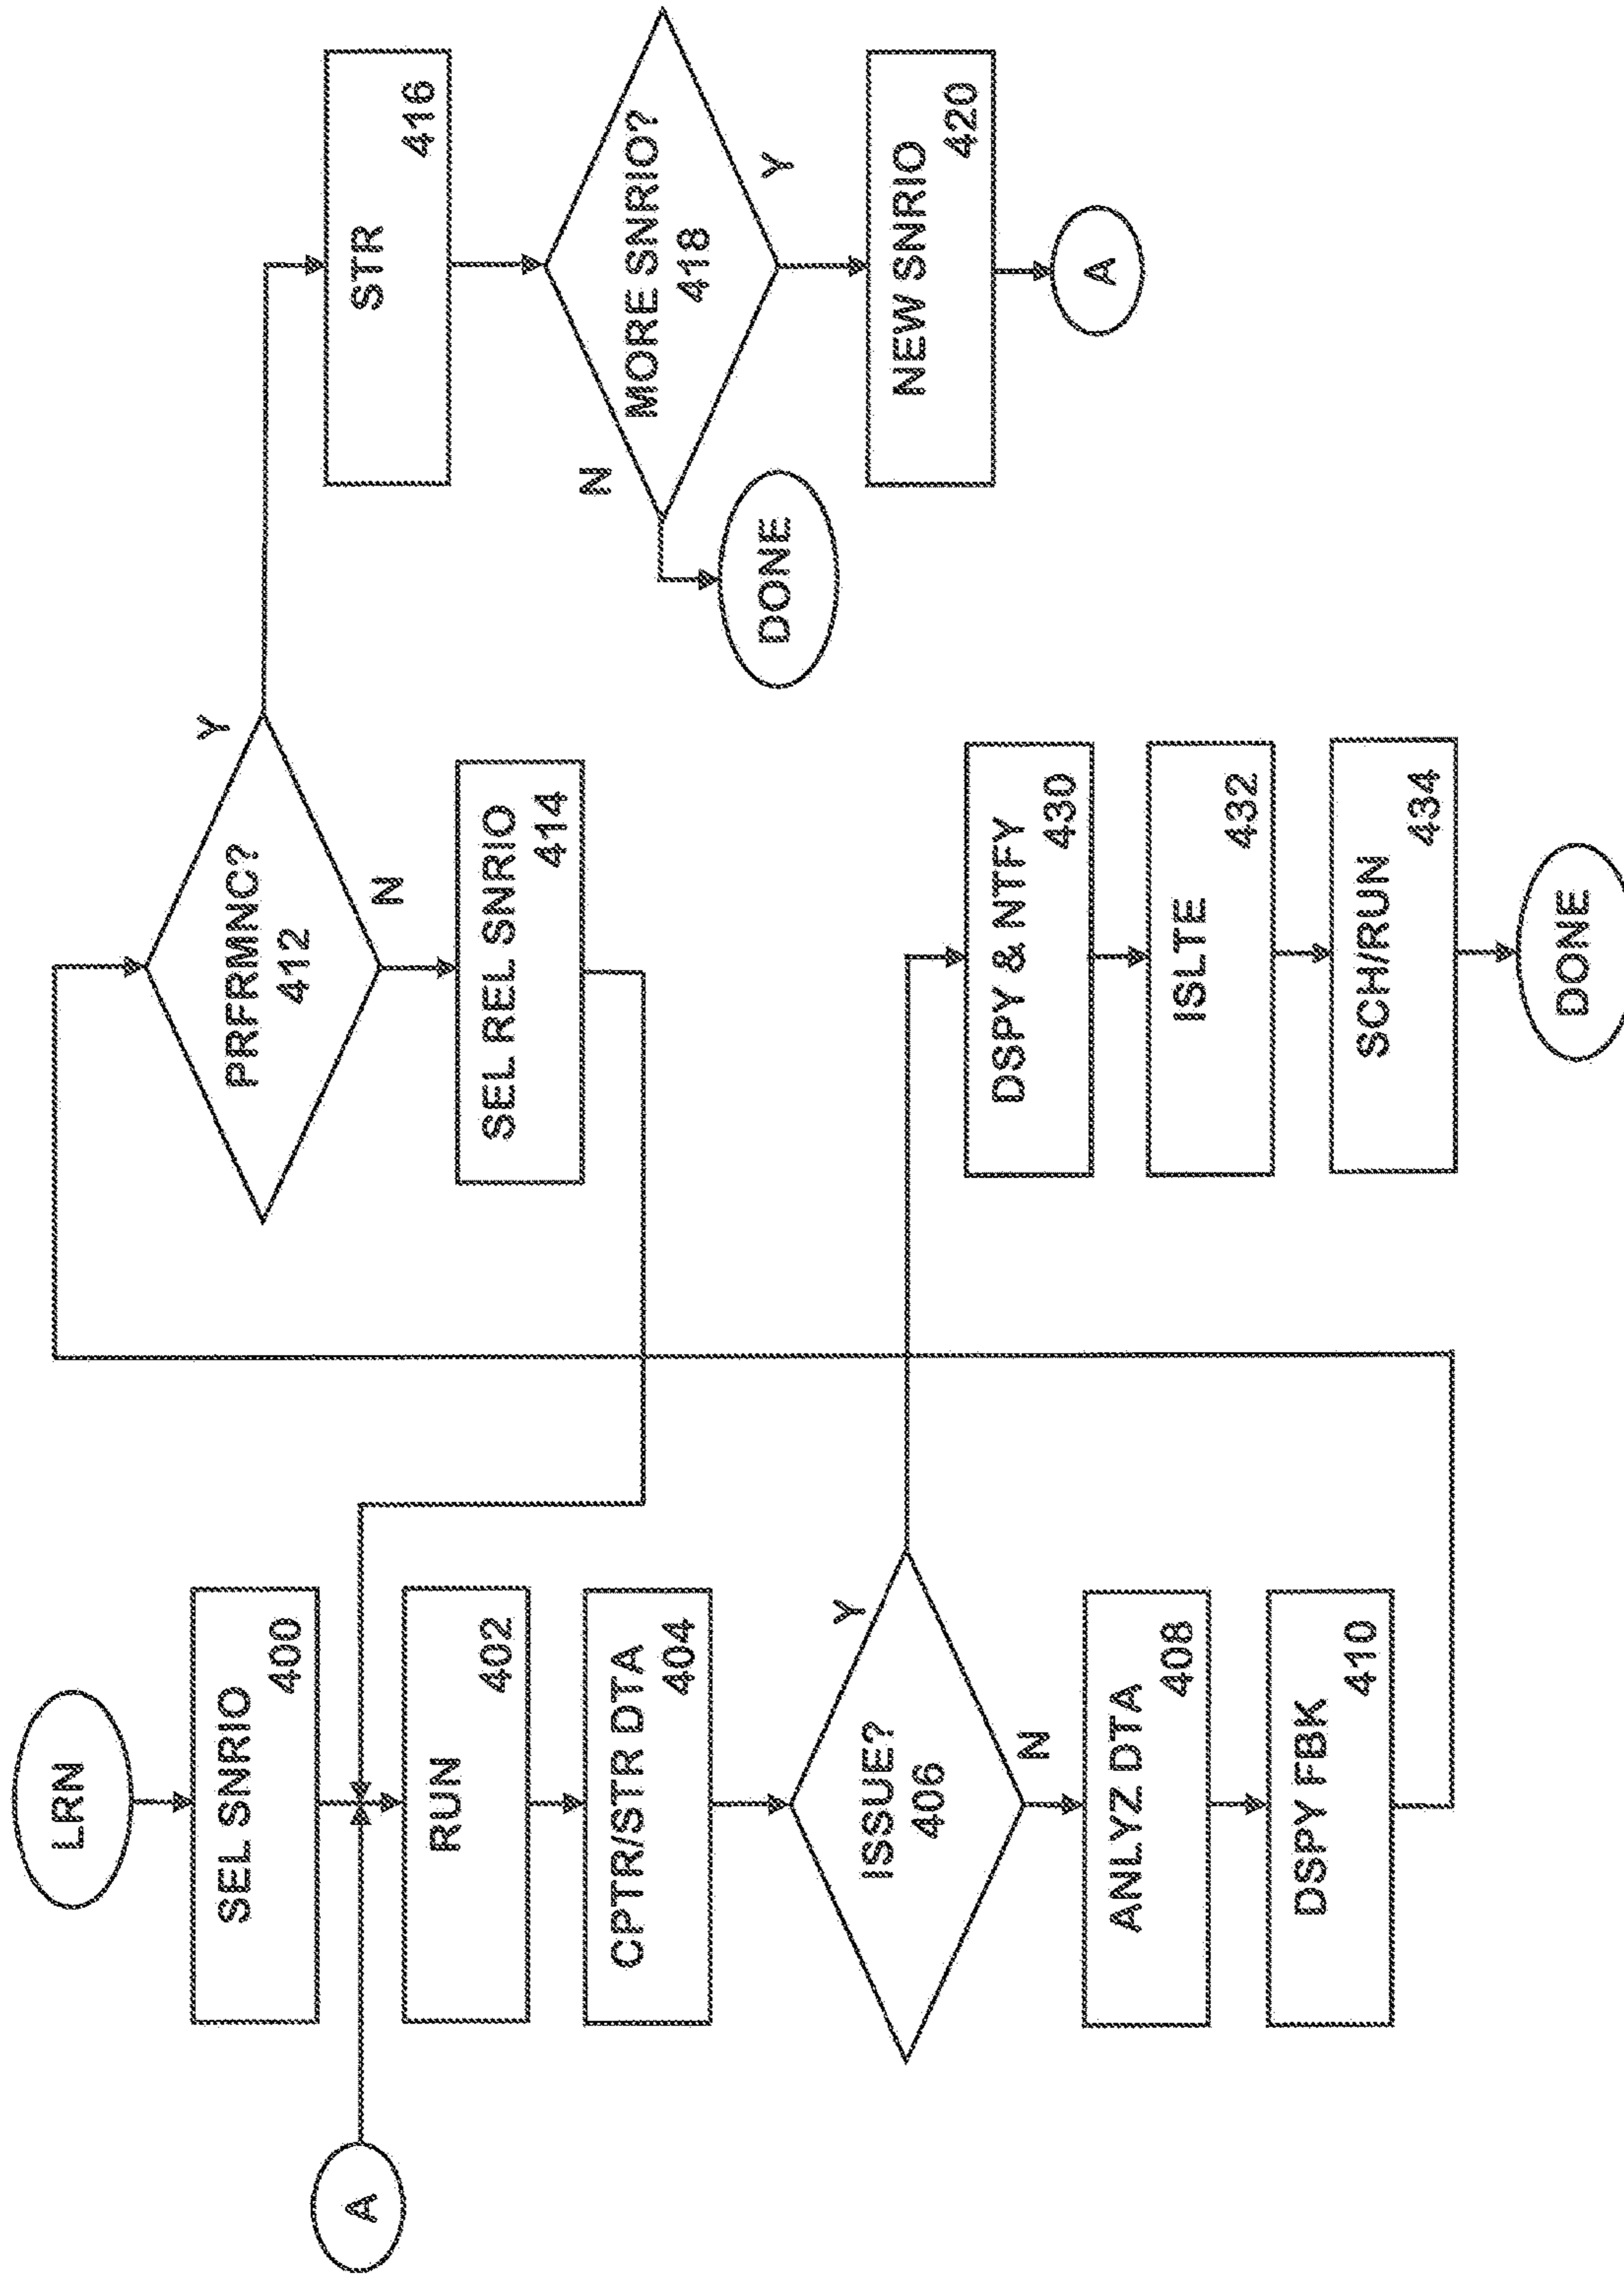 LRN
SEL SNRIO
400
A
RUN
402
CPTR/STR DTA
404
ISSUE?
406
Y
N
ANLYZ DTA
408
DSPY FBK
410
PRFRMNC?
412
Y
N
SEL REL SNRIO
414
DSPY & NTFY
430
ISLTE
432
SCH/RUN
434
DONE
STR
416
MORE SNRIO?
418
N
Y
DONE
NEW SNRIO
420
A